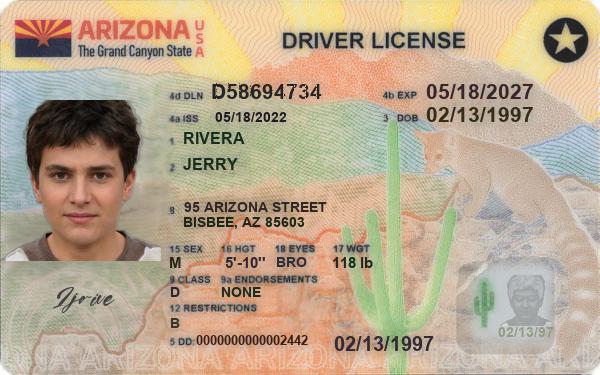 ARIZONA USA
The Grand Canyon State
DRIVER LICENSE
4d DLN D58694734
4b EXP 05/18/2027
4a ISS 05/18/2022
3 DOB 02/13/1997
1 RIVERA
2 JERRY
8 95 ARIZONA STREET
BISBEE, AZ 85603
15 SEX 16 HGT 18 EYES 17 WGT
M 5'-10" BRO 118 lb
9 CLASS 9a ENDORSEMENTS
D NONE
12 RESTRICTIONS
B
5 DD: 0000000000002442
02/13/1997
02/13/97
ONA ARIZONA ARIZONA ARIZONA ARIZONA